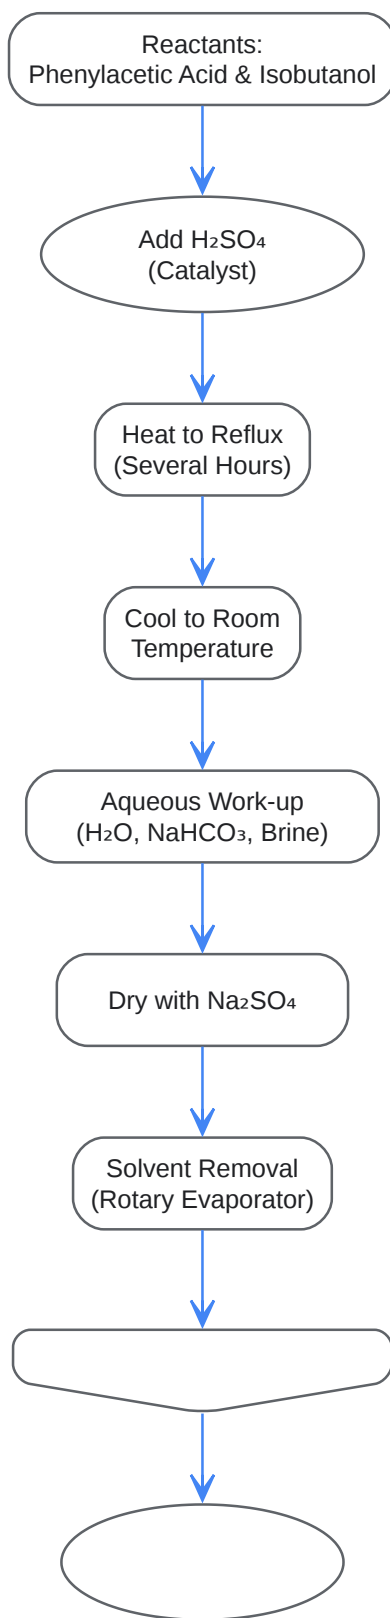 Reactants:
Phenylacetic Acid & Isobutanol
Add H₂SO₄
(Catalyst)
Heat to Reflux
(Several Hours)
Cool to Room
Temperature
Aqueous Work-up
(H₂O, NaHCO₃, Brine)
Dry with Na₂SO₄
Solvent Removal
(Rotary Evaporator)